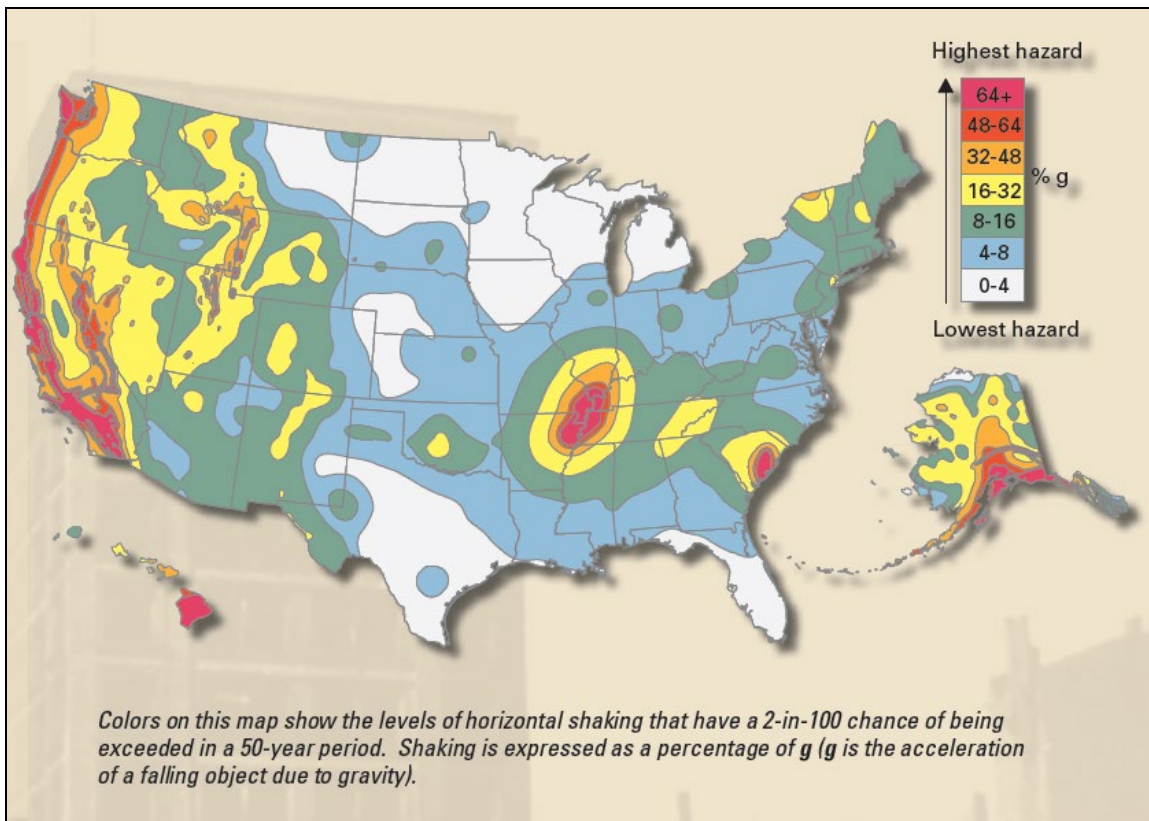 Highest hazard
64+
48-64
32-48
16-32
8-16
4-8
0-4
% g
Lowest hazard
Colors on this map show the levels of horizontal shaking that have a 2-in-100 chance of being
exceeded in a 50-year period. Shaking is expressed as a percentage of g (g is the acceleration
of a falling object due to gravity).